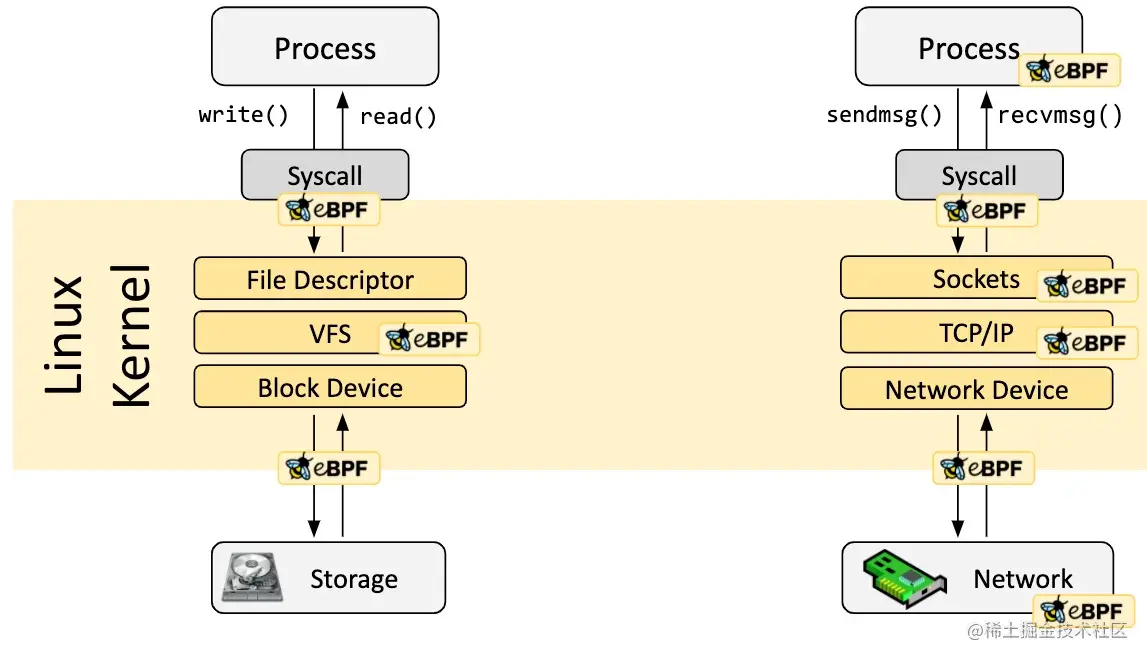 Process
write()
read()
Syscall
eBPF
Linux
Kernel
File Descriptor
VFS
eBPF
Block Device
eBPF
Storage
Process
eBPF
sendmsg()
recvmsg()
Syscall
eBPF
Sockets
eBPF
TCP/IP
eBPF
Network Device
eBPF
Network
eBPF
@稀土掘金技术社区